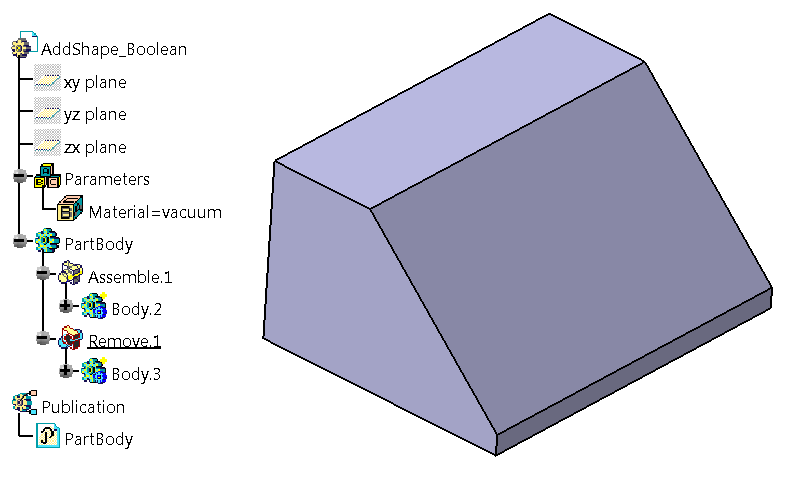 AddShape_Boolean
xy plane
yz plane
zx plane
Parameters
Material=vacuum
PartBody
Assemble.1
Body.2
Remove.1
Body.3
Publication
PartBody